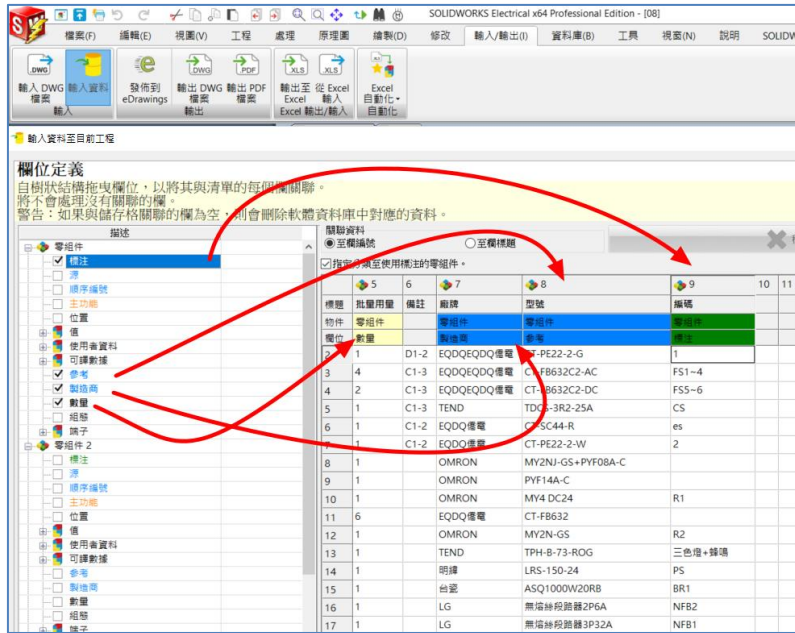 SOLIDWORKS Electrical x64 Professional Edition - [08]
檔案(F) 編輯(E) 視圖(V) 工程 處理 原理圖 繪製(D) 修改 輸入/輸出(I) 資料庫(B) 工具 視窗(N) 說明 SOLIDW
.DWG DWG PDF XLS XLS
輸入 DWG 輸入資料 發佈到 輸出 DWG 輸出 PDF 輸出至 從 Excel Excel
檔案 eDrawings 檔案 檔案 Excel 輸入 自動化
輸入 輸出 Excel 輸出/輸入 自動化
輸入資料至目前工程
欄位定義
自樹狀結構拖曳欄位，以將其與清單的每個欄關聯。
將不會處理沒有關聯的欄。
警告：如果與儲存格關聯的欄為空，則會刪除軟體資料庫中對應的資料。
描述
零組件
標注
源
順序編號
主功能
位置
值
使用者資料
可譯數據
參考
製造商
數量
組態
端子
零組件 2
標注
源
順序編號
主功能
位置
值
使用者資料
可譯數據
參考
製造商
數量
組態
端子
關聯資料
至欄編號 至欄標題
指定分類至使用標注的零組件。
5 6 7 8 9 10 11
標題 批量用量 備註 廠牌 型號 編碼
物件 零組件 零組件 零組件 零組件
欄位 數量 製造商 參考 標注
2 1 D1-2 EQDQEQDQ億電 CT-PE22-2-G 1
3 4 C1-3 EQDQEQDQ億電 CT-FB632C2-AC FS1~4
4 2 C1-3 EQDQEQDQ億電 CT-FB632C2-DC FS5~6
5 1 C1-3 TEND TDCS-3R2-25A CS
6 1 C1-2 EQDQ億電 CT-SC44-R es
7 1 C1-2 EQDQ億電 CT-PE22-2-W 2
8 1 OMRON MY2NJ-GS+PYF08A-C
9 1 OMRON PYF14A-C
10 1 OMRON MY4 DC24 R1
11 6 EQDQ億電 CT-FB632
12 1 OMRON MY2N-GS R2
13 1 TEND TPH-B-73-ROG 三色燈+蜂鳴
14 1 明緯 LRS-150-24 PS
15 1 台瓷 ASQ1000W20RB BR1
16 1 LG 無熔絲段路器2P6A NFB2
17 1 LG 無熔絲段路器3P32A NFB1